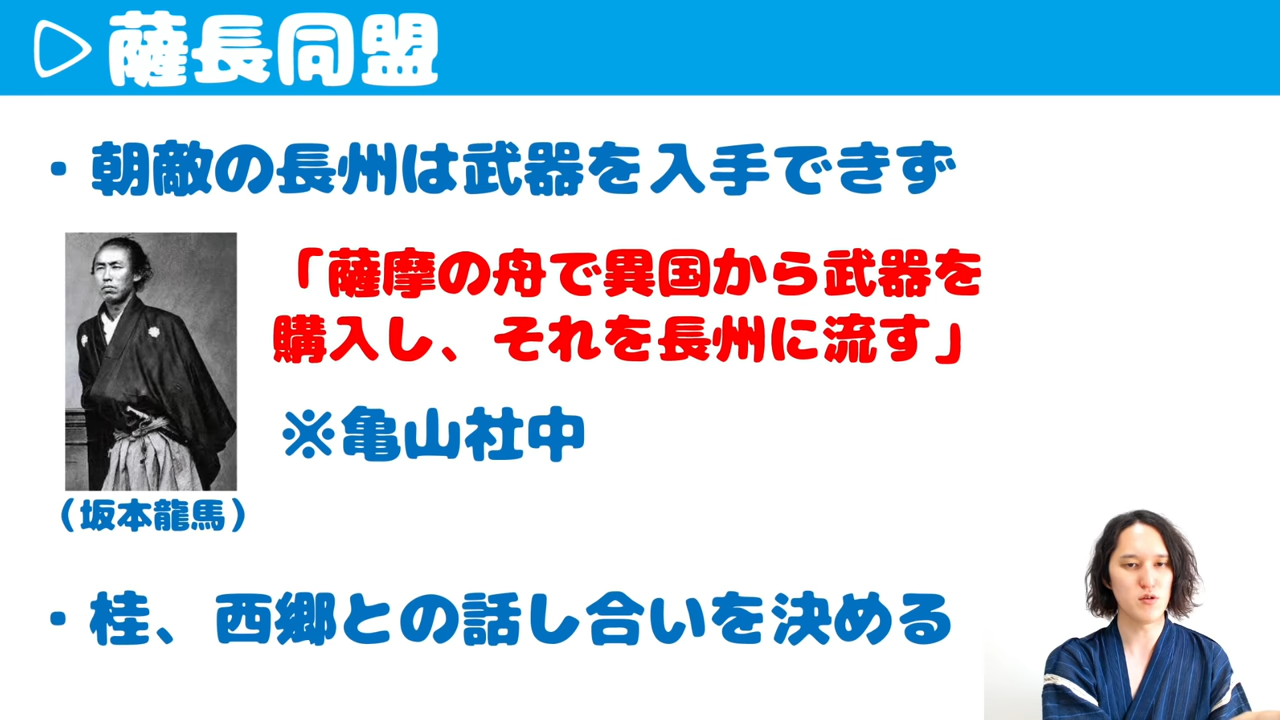 薩長同盟
・朝敵の長州は武器を入手できず
「薩摩の舟で異国から武器を
購入し、それを長州に流す」
※亀山社中
（坂本龍馬）
・桂、西郷との話し合いを決める